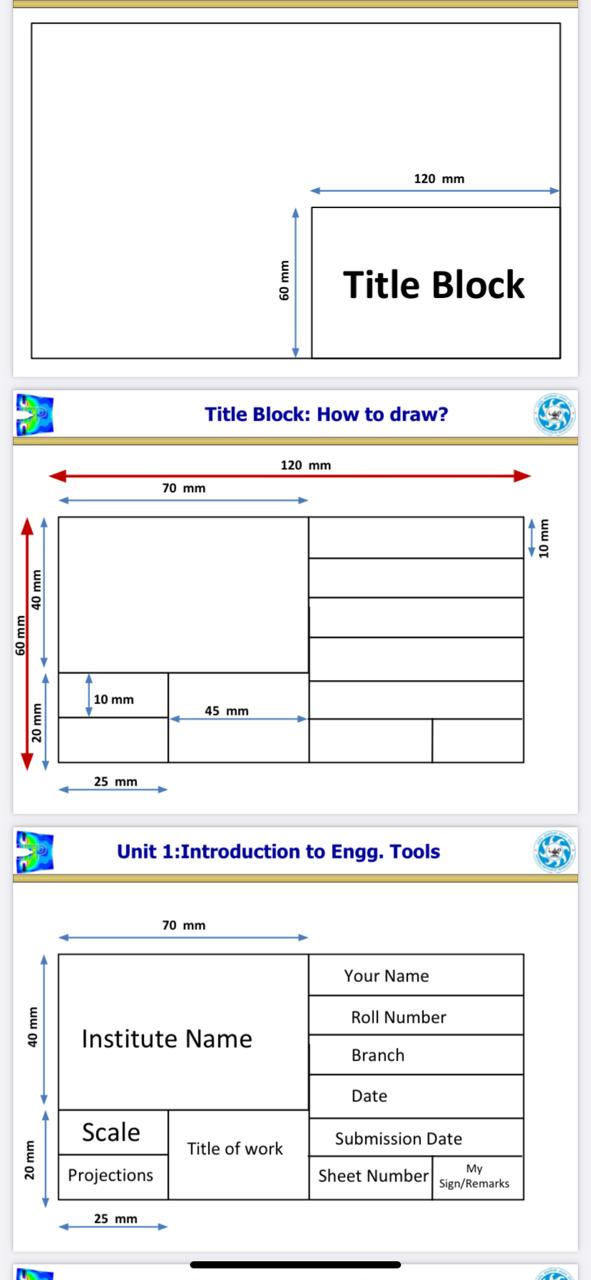 120 mm
60 mm
Title Block
Title Block: How to draw?
120 mm
70 mm
10 mm
40 mm
60 mm
10 mm
45 mm
20 mm
25 mm
Unit 1:Introduction to Engg. Tools
70 mm
Your Name
Roll Number
40 mm
Institute Name
Branch
Date
Scale
Submission Date
Title of work
20 mm
Projections
Sheet Number
My
Sign/Remarks
25 mm